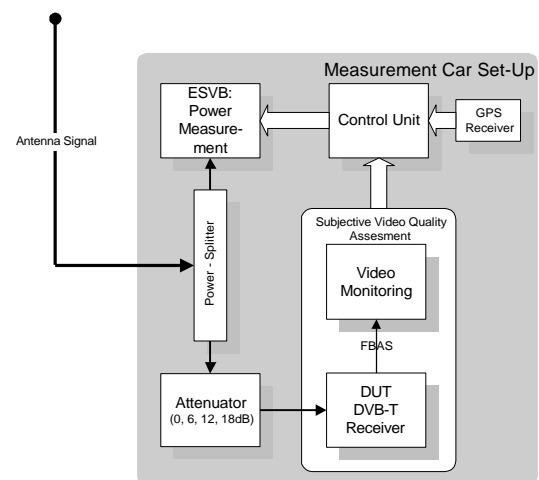 Measurement Car Set-Up
ESVB:
Power
Measure-
ment
Control Unit
GPS
Receiver
Antenna Signal
Power - Splitter
Subjective Video Quality
Assesment
Video
Monitoring
FBAS
Attenuator
(0, 6, 12, 18dB)
DUT
DVB-T
Receiver